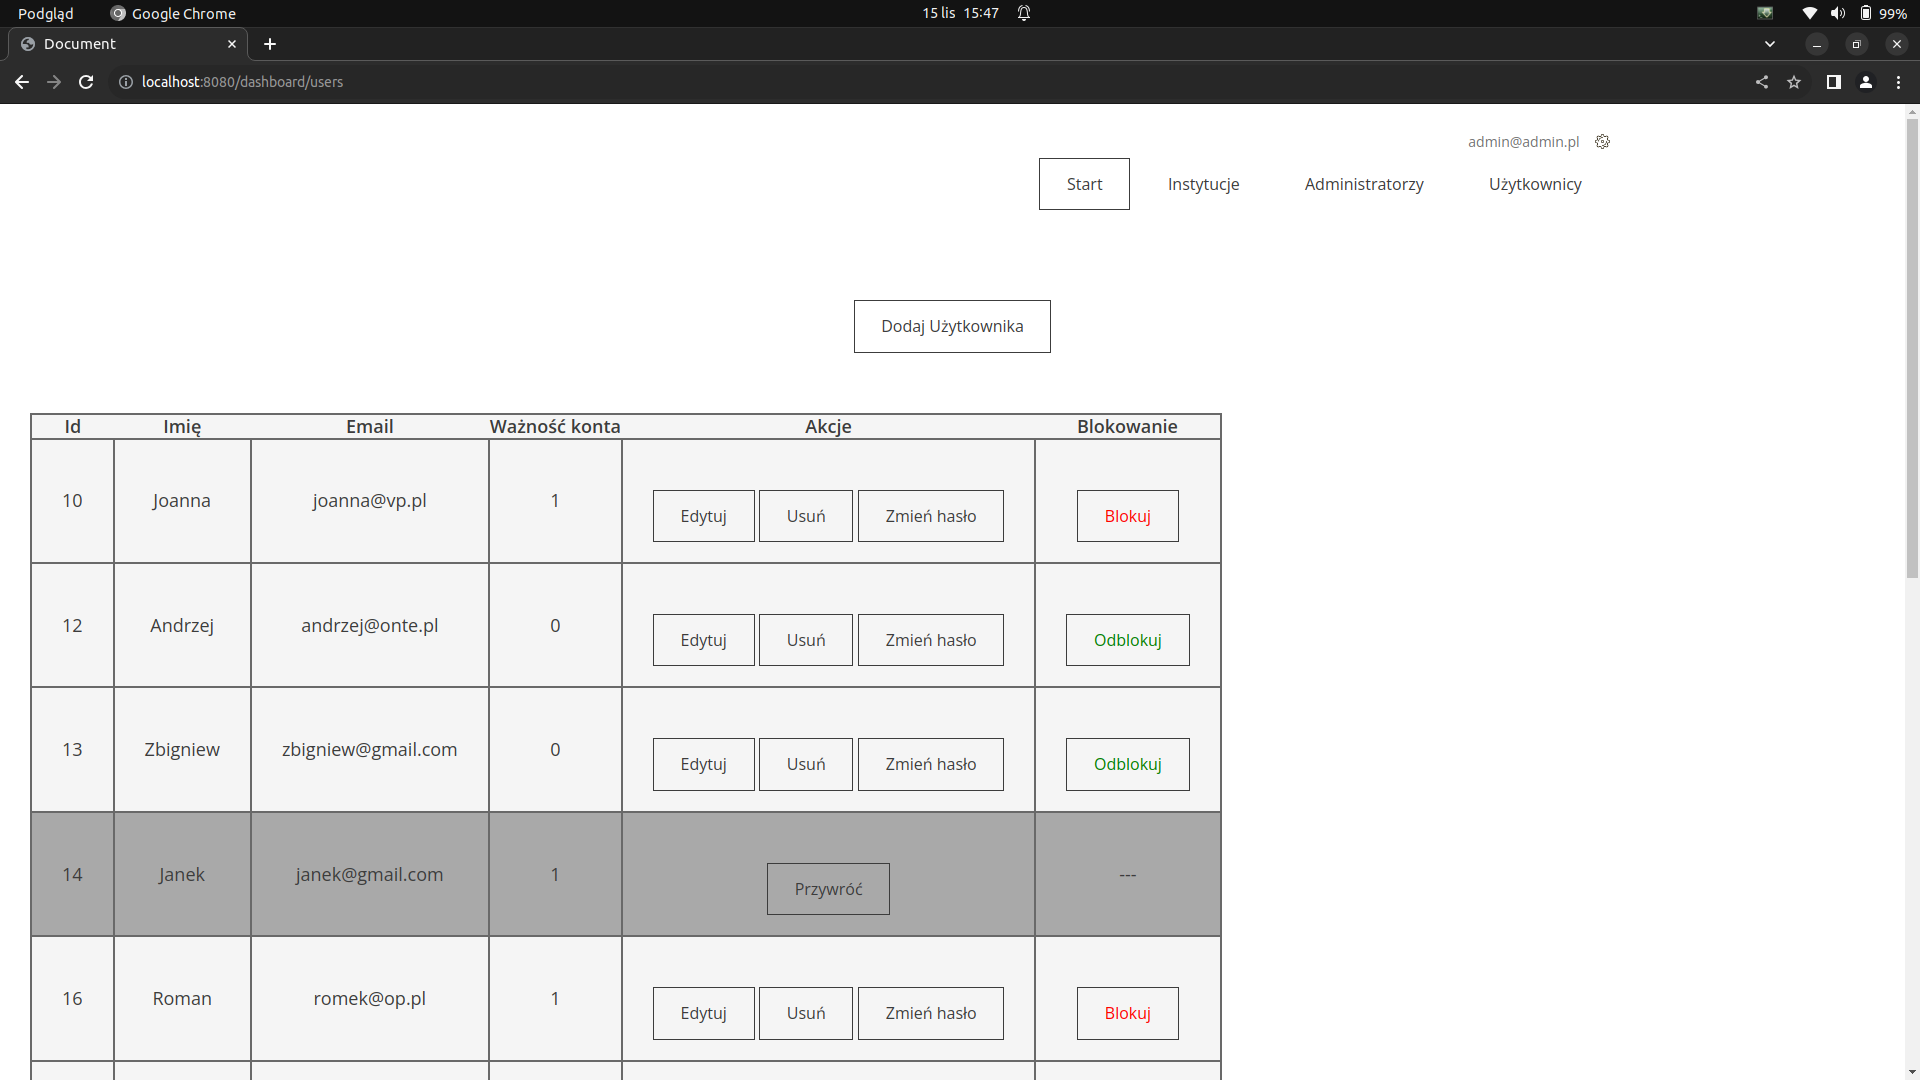 Podgląd Google Chrome 15 lis 15:47 99%
Document
localhost:8080/dashboard/users
admin@admin.pl
Start Instytucje Administratorzy Użytkownicy
Dodaj Użytkownika
Id Imię Email Ważność konta Akcje Blokowanie
10 Joanna joanna@vp.pl 1 Edytuj Usuń Zmień hasło Blokuj
12 Andrzej andrzej@onte.pl 0 Edytuj Usuń Zmień hasło Odblokuj
13 Zbigniew zbigniew@gmail.com 0 Edytuj Usuń Zmień hasło Odblokuj
14 Janek janek@gmail.com 1 Przywróć ---
16 Roman romek@op.pl 1 Edytuj Usuń Zmień hasło Blokuj